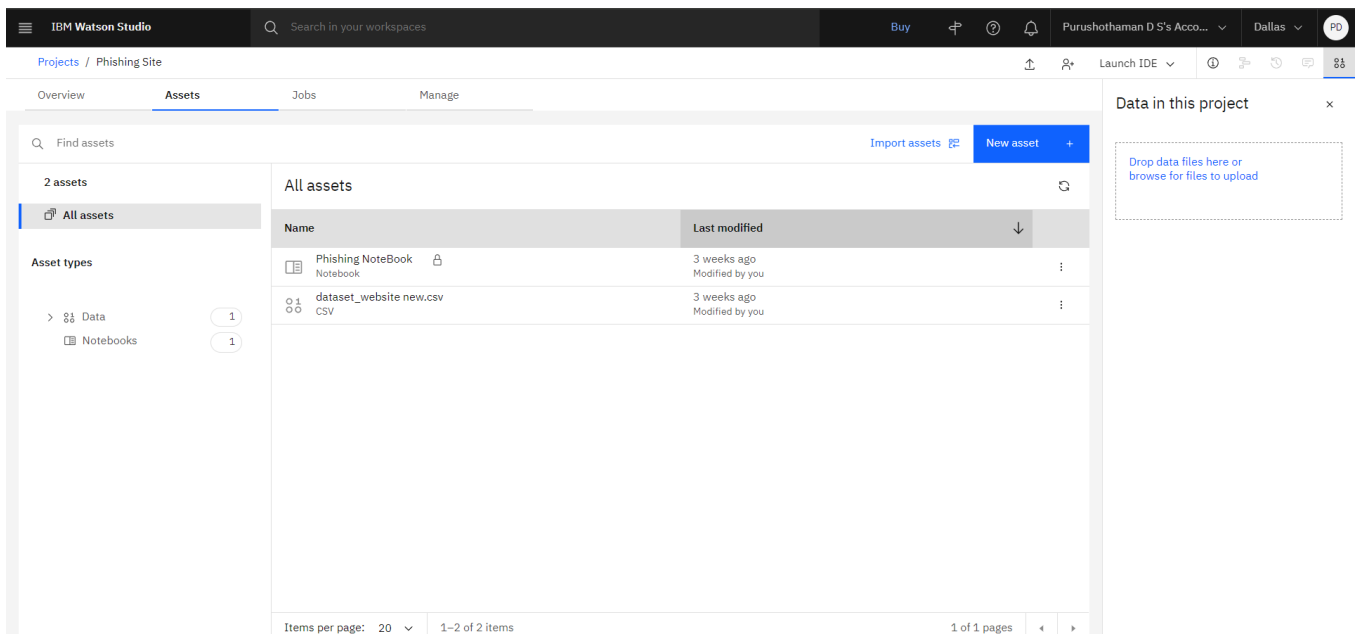 IBM Watson Studio
Search in your workspaces
Buy
Purushothaman D S's Acco...
Dallas
PD
Projects / Phishing Site
Launch IDE
Overview
Assets
Jobs
Manage
Data in this project
Find assets
Import assets
New asset +
Drop data files here or
browse for files to upload
2 assets
All assets
All assets
Name
Last modified
Asset types
Phishing NoteBook
Notebook
3 weeks ago
Modified by you
dataset_website new.csv
CSV
3 weeks ago
Modified by you
Data 1
Notebooks 1
Items per page: 20
1–2 of 2 items
1 of 1 pages